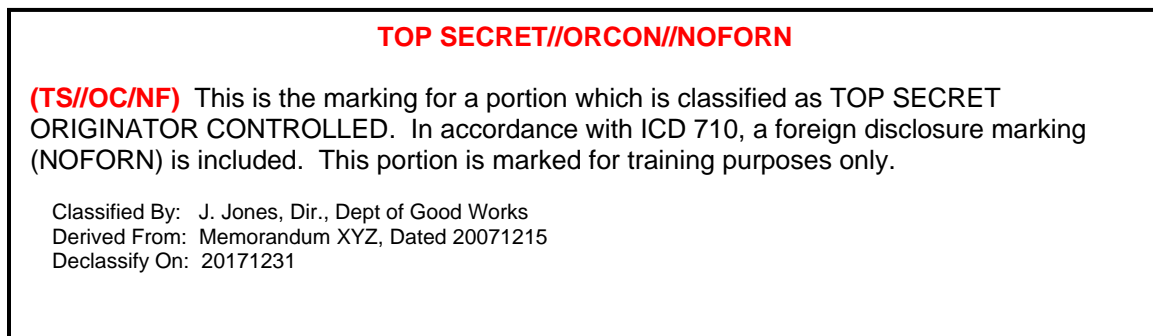 TOP SECRET//ORCON//NOFORN
(TS//OC/NF) This is the marking for a portion which is classified as TOP SECRET
ORIGINATOR CONTROLLED. In accordance with ICD 710, a foreign disclosure marking
(NOFORN) is included. This portion is marked for training purposes only.
Classified By: J. Jones, Dir., Dept of Good Works
Derived From: Memorandum XYZ, Dated 20071215
Declassify On: 20171231